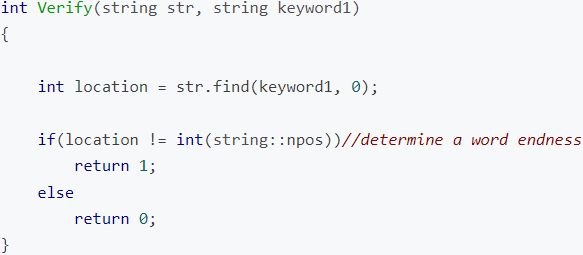 int Verify(string str, string keyword1)
{
int location = str.find(keyword1, 0);
if(location != int(string::npos))//determine a word endness
return 1;
else
return 0;
}